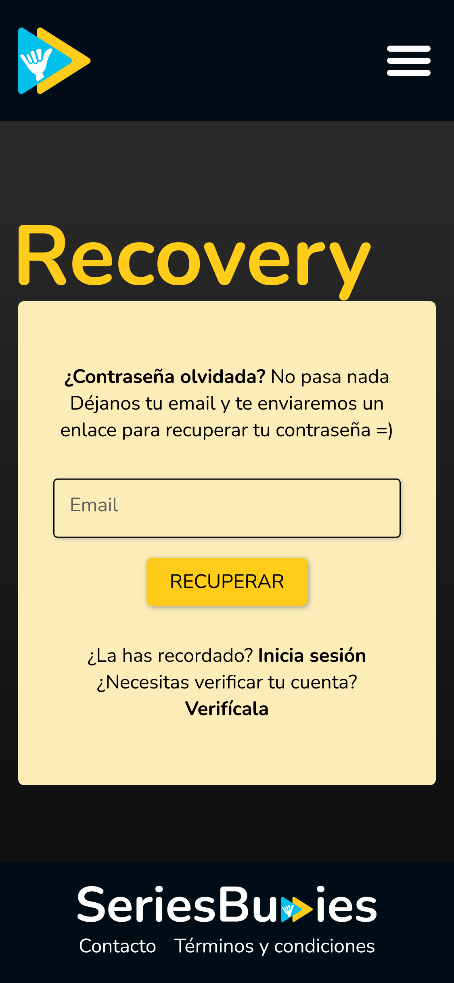 Recovery
¿Contraseña olvidada? No pasa nada
Déjanos tu email y te enviaremos un
enlace para recuperar tu contraseña =)
Email
RECUPERAR
¿La has recordado? Inicia sesión
¿Necesitas verificar tu cuenta?
Verifícala
SeriesBuddies
Contacto Términos y condiciones